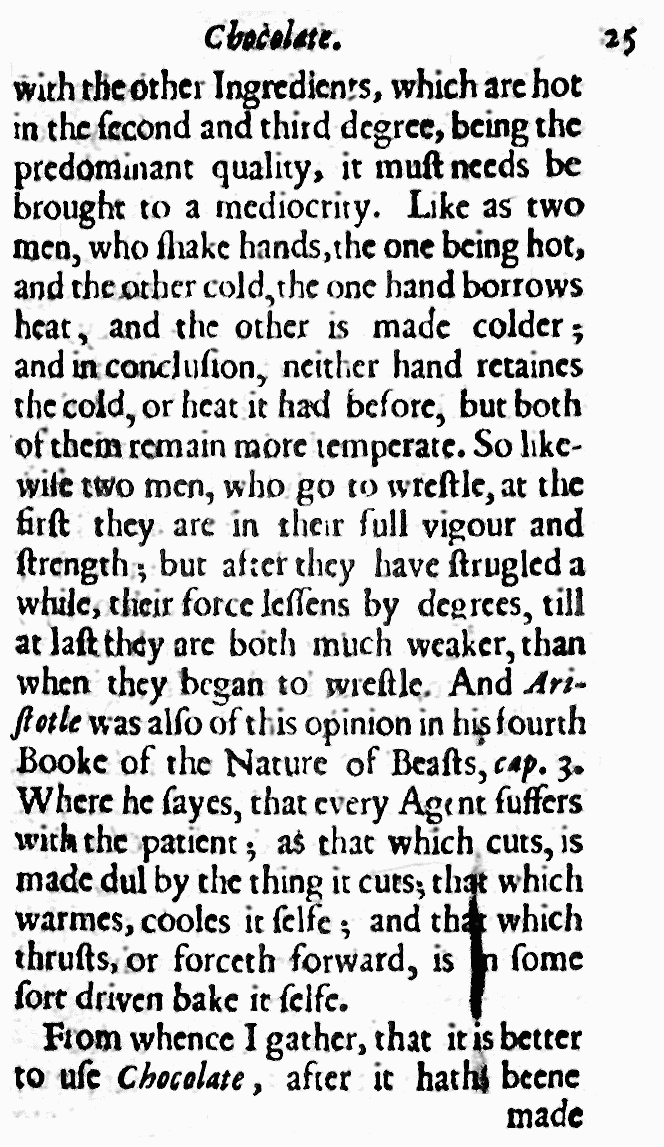 Chocolate. 25
with the other Ingredients, which are hot
in the ſecond and third degree, being the
predominant quality, it muſt needs be
brought to a mediocrity. Like as two
men, who ſhake hands, the one being hot,
and the other cold, the one hand borrows
heat, and the other is made colder;
and in concluſion, neither hand retaines
the cold, or heat it had before, but both
of them remain more temperate. So like-
wiſe two men, who go to wreſtle, at the
firſt they are in their full vigour and
ſtrength; but after they have ſtrugled a
while, their force leſſens by degrees, till
at laſt they are both much weaker, than
when they began to wreſtle. And Ari-
ſtotle was alſo of this opinion in his fourth
Booke of the Nature of Beaſts, cap. 3.
Where he ſayes, that every Agent ſuffers
with the patient; as that which cuts, is
made dul by the thing it cuts; that which
warmes, cooles it ſelfe; and that which
thruſts, or forceth forward, is in ſome
ſort driven bake it ſelfe.
From whence I gather, that it is better
to uſe Chocolate, after it hath beene
made